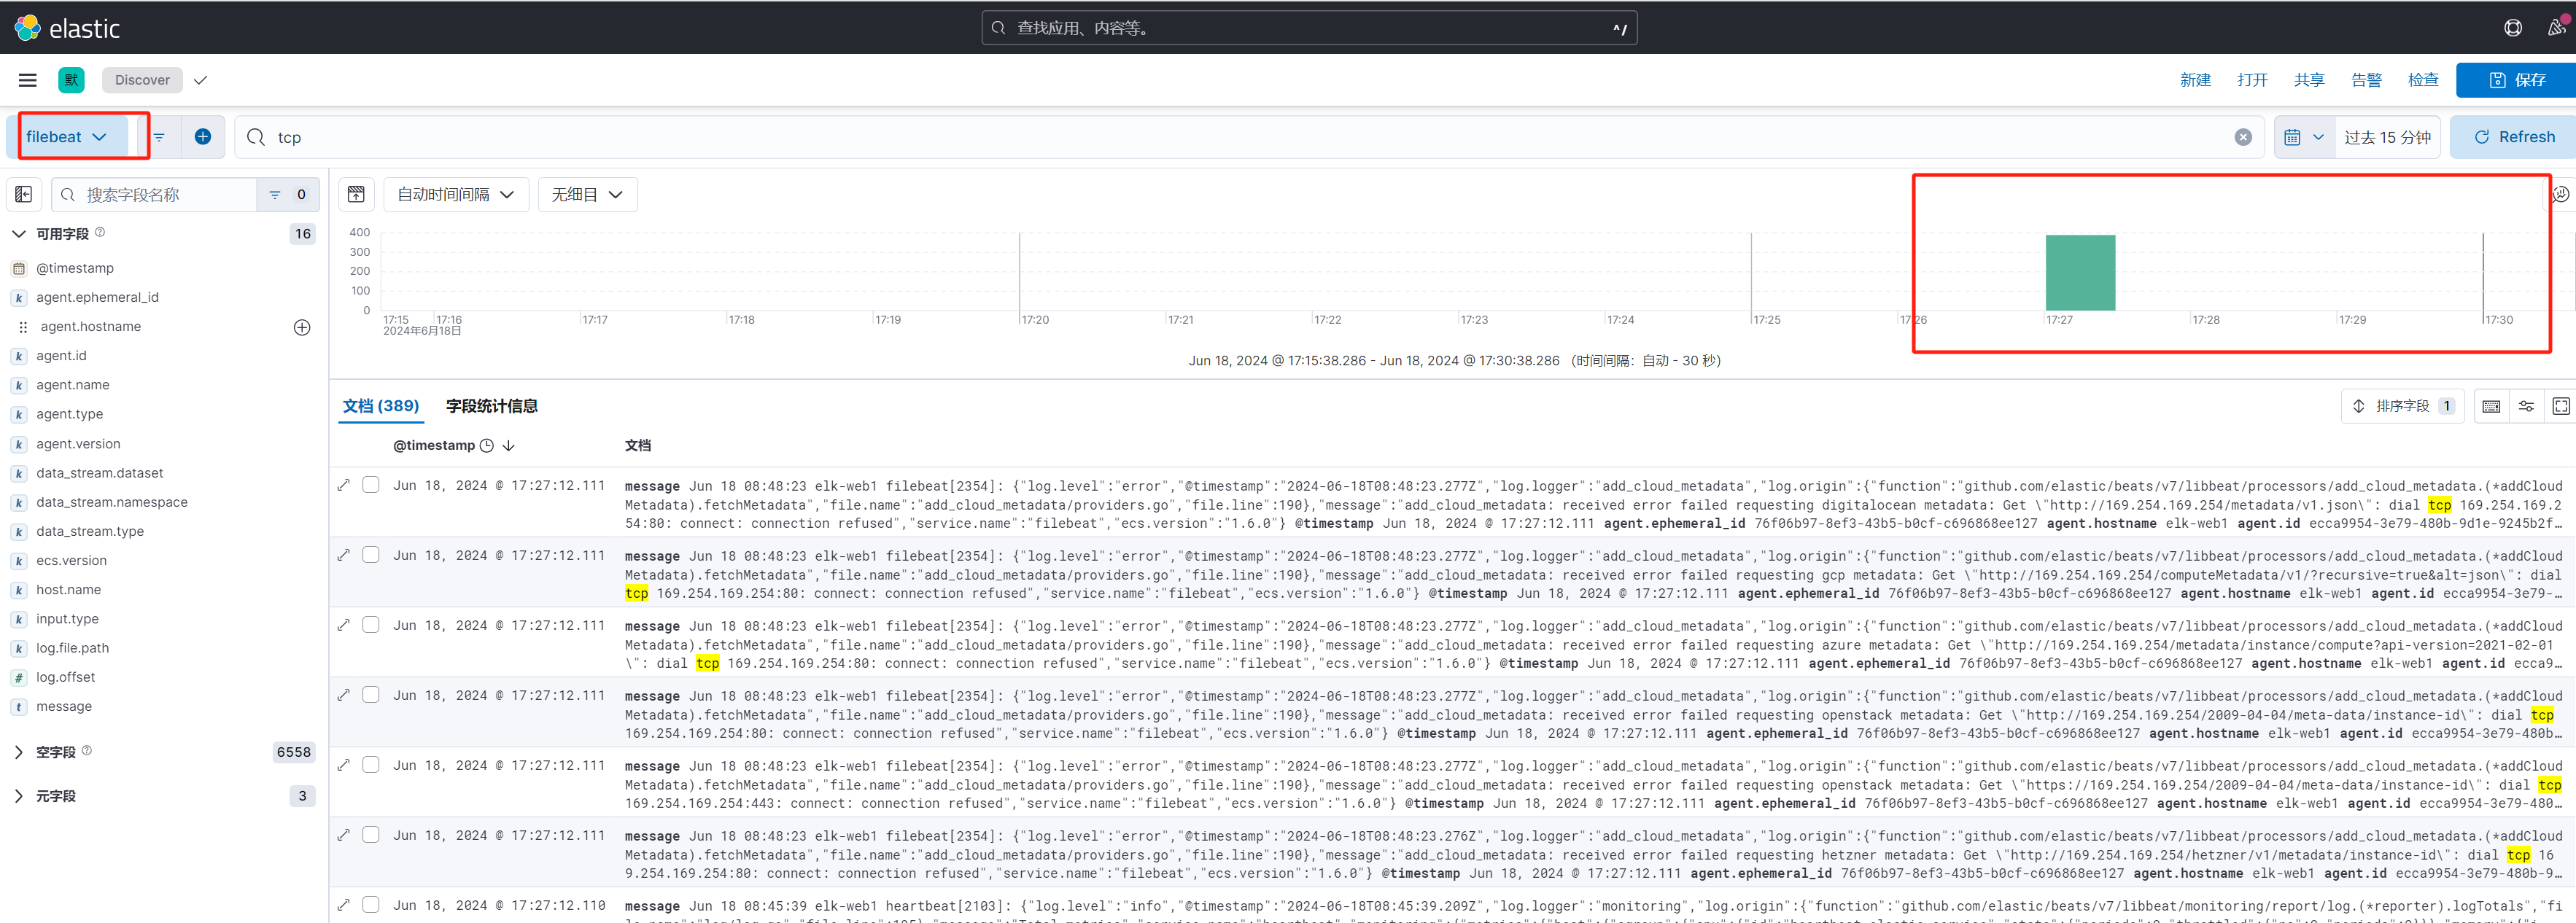 elastic
查找应用、内容等。
^/
默
Discover
新建
打开
共享
告警
检查
保存
filebeat
tcp
过去 15 分钟
Refresh
搜索字段名称
0
自动时间间隔
无细目
可用字段
16
@timestamp
agent.ephemeral_id
agent.hostname
agent.id
agent.name
agent.type
agent.version
data_stream.dataset
data_stream.namespace
data_stream.type
ecs.version
host.name
input.type
log.file.path
log.offset
message
空字段
6558
元字段
3
400
300
200
100
0
17:15 17:16 17:17 17:18 17:19 17:20 17:21 17:22 17:23 17:24 17:25 17:26 17:27 17:28 17:29 17:30
2024年6月18日
Jun 18, 2024 @ 17:15:38.286 - Jun 18, 2024 @ 17:30:38.286 （时间间隔：自动 - 30 秒）
文档 (389)
字段统计信息
排序字段 1
@timestamp
文档
Jun 18, 2024 @ 17:27:12.111
message Jun 18 08:48:23 elk-web1 filebeat[2354]: {"log.level":"error","@timestamp":"2024-06-18T08:48:23.277Z","log.logger":"add_cloud_metadata","log.origin":{"function":"github.com/elastic/beats/v7/libbeat/processors/add_cloud_metadata.(*addCloud
Metadata).fetchMetadata","file.name":"add_cloud_metadata/providers.go","file.line":190},"message":"add_cloud_metadata: received error failed requesting digitalocean metadata: Get \"http://169.254.169.254/metadata/v1.json\": dial tcp 169.254.169.2
54:80: connect: connection refused","service.name":"filebeat","ecs.version":"1.6.0"} @timestamp Jun 18, 2024 @ 17:27:12.111 agent.ephemeral_id 76f06b97-8ef3-43b5-b0cf-c696868ee127 agent.hostname elk-web1 agent.id ecca9954-3e79-480b-9d1e-9245b2f…
Jun 18, 2024 @ 17:27:12.111
message Jun 18 08:48:23 elk-web1 filebeat[2354]: {"log.level":"error","@timestamp":"2024-06-18T08:48:23.277Z","log.logger":"add_cloud_metadata","log.origin":{"function":"github.com/elastic/beats/v7/libbeat/processors/add_cloud_metadata.(*addCloud
Metadata).fetchMetadata","file.name":"add_cloud_metadata/providers.go","file.line":190},"message":"add_cloud_metadata: received error failed requesting gcp metadata: Get \"http://169.254.169.254/computeMetadata/v1/?recursive=true&alt=json\": dial
tcp 169.254.169.254:80: connect: connection refused","service.name":"filebeat","ecs.version":"1.6.0"} @timestamp Jun 18, 2024 @ 17:27:12.111 agent.ephemeral_id 76f06b97-8ef3-43b5-b0cf-c696868ee127 agent.hostname elk-web1 agent.id ecca9954-3e79-…
Jun 18, 2024 @ 17:27:12.111
message Jun 18 08:48:23 elk-web1 filebeat[2354]: {"log.level":"error","@timestamp":"2024-06-18T08:48:23.277Z","log.logger":"add_cloud_metadata","log.origin":{"function":"github.com/elastic/beats/v7/libbeat/processors/add_cloud_metadata.(*addCloud
Metadata).fetchMetadata","file.name":"add_cloud_metadata/providers.go","file.line":190},"message":"add_cloud_metadata: received error failed requesting azure metadata: Get \"http://169.254.169.254/metadata/instance/compute?api-version=2021-02-01
\": dial tcp 169.254.169.254:80: connect: connection refused","service.name":"filebeat","ecs.version":"1.6.0"} @timestamp Jun 18, 2024 @ 17:27:12.111 agent.ephemeral_id 76f06b97-8ef3-43b5-b0cf-c696868ee127 agent.hostname elk-web1 agent.id ecca9…
Jun 18, 2024 @ 17:27:12.111
message Jun 18 08:48:23 elk-web1 filebeat[2354]: {"log.level":"error","@timestamp":"2024-06-18T08:48:23.277Z","log.logger":"add_cloud_metadata","log.origin":{"function":"github.com/elastic/beats/v7/libbeat/processors/add_cloud_metadata.(*addCloud
Metadata).fetchMetadata","file.name":"add_cloud_metadata/providers.go","file.line":190},"message":"add_cloud_metadata: received error failed requesting openstack metadata: Get \"http://169.254.169.254/2009-04-04/meta-data/instance-id\": dial tcp
169.254.169.254:80: connect: connection refused","service.name":"filebeat","ecs.version":"1.6.0"} @timestamp Jun 18, 2024 @ 17:27:12.111 agent.ephemeral_id 76f06b97-8ef3-43b5-b0cf-c696868ee127 agent.hostname elk-web1 agent.id ecca9954-3e79-480b…
Jun 18, 2024 @ 17:27:12.111
message Jun 18 08:48:23 elk-web1 filebeat[2354]: {"log.level":"error","@timestamp":"2024-06-18T08:48:23.277Z","log.logger":"add_cloud_metadata","log.origin":{"function":"github.com/elastic/beats/v7/libbeat/processors/add_cloud_metadata.(*addCloud
Metadata).fetchMetadata","file.name":"add_cloud_metadata/providers.go","file.line":190},"message":"add_cloud_metadata: received error failed requesting openstack metadata: Get \"https://169.254.169.254/2009-04-04/meta-data/instance-id\": dial tcp
169.254.169.254:443: connect: connection refused","service.name":"filebeat","ecs.version":"1.6.0"} @timestamp Jun 18, 2024 @ 17:27:12.111 agent.ephemeral_id 76f06b97-8ef3-43b5-b0cf-c696868ee127 agent.hostname elk-web1 agent.id ecca9954-3e79-480…
Jun 18, 2024 @ 17:27:12.111
message Jun 18 08:48:23 elk-web1 filebeat[2354]: {"log.level":"error","@timestamp":"2024-06-18T08:48:23.276Z","log.logger":"add_cloud_metadata","log.origin":{"function":"github.com/elastic/beats/v7/libbeat/processors/add_cloud_metadata.(*addCloud
Metadata).fetchMetadata","file.name":"add_cloud_metadata/providers.go","file.line":190},"message":"add_cloud_metadata: received error failed requesting hetzner metadata: Get \"http://169.254.169.254/hetzner/v1/metadata/instance-id\": dial tcp 16
9.254.169.254:80: connect: connection refused","service.name":"filebeat","ecs.version":"1.6.0"} @timestamp Jun 18, 2024 @ 17:27:12.111 agent.ephemeral_id 76f06b97-8ef3-43b5-b0cf-c696868ee127 agent.hostname elk-web1 agent.id ecca9954-3e79-480b-9…
Jun 18, 2024 @ 17:27:12.110
message Jun 18 08:45:39 elk-web1 heartbeat[2103]: {"log.level":"info","@timestamp":"2024-06-18T08:45:39.209Z","log.logger":"monitoring","log.origin":{"function":"github.com/elastic/beats/v7/libbeat/monitoring/report/log.(*reporter).logTotals","fi